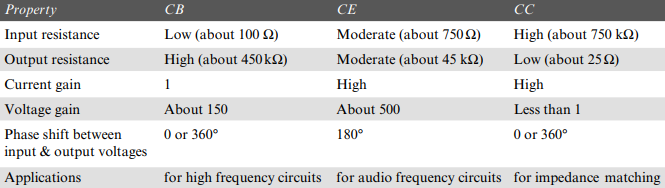 Property CB CE CC
Input resistance Low (about 100 Ω) Moderate (about 750 Ω) High (about 750 kΩ)
Output resistance High (about 450 kΩ) Moderate (about 45 kΩ) Low (about 25 Ω)
Current gain 1 High High
Voltage gain About 150 About 500 Less than 1
Phase shift between 0 or 360° 180° 0 or 360°
input & output voltages
Applications for high frequency circuits for audio frequency circuits for impedance matching